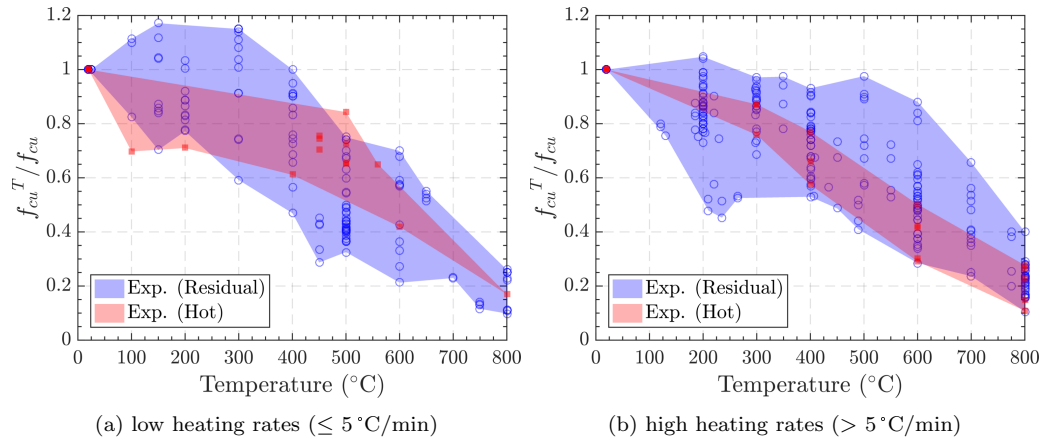 1.2
1
0.8
0.6
0.4
0.2
0
f_cu^T / f_cu
Exp. (Residual)
Exp. (Hot)
100 200 300 400 500 600 700 800
Temperature (°C)
(a) low heating rates (≤ 5 °C/min)
1.2
1
0.8
0.6
0.4
0.2
0
f_cu^T / f_cu
Exp. (Residual)
Exp. (Hot)
100 200 300 400 500 600 700 800
Temperature (°C)
(b) high heating rates (> 5 °C/min)